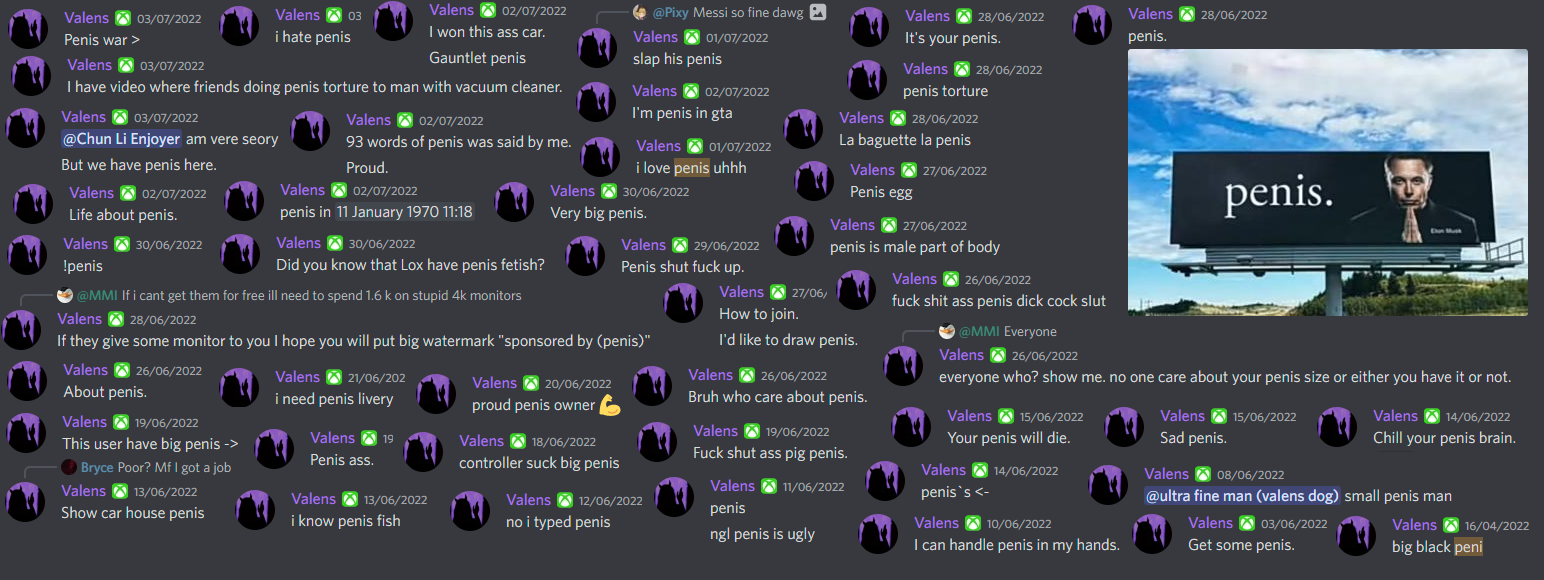 Valens 03/07/2022
Penis war >
Valens 03
i hate penis
Valens 02/07/2022
I won this ass car.
Gauntlet penis
@Pixy Messi so fine dawg
Valens 01/07/2022
slap his penis
Valens 28/06/2022
It's your penis.
Valens 28/06/2022
penis.
Valens 03/07/2022
I have video where friends doing penis torture to man with vacuum cleaner.
Valens 02/07/2022
I'm penis in gta
Valens 28/06/2022
penis torture
Valens 03/07/2022
@Chun Li Enjoyer am vere seory
But we have penis here.
Valens 02/07/2022
93 words of penis was said by me.
Proud.
Valens 01/07/2022
i love penis uhhh
Valens 28/06/2022
La baguette la penis
Valens 27/06/2022
Penis egg
penis.
Elon Musk
Valens 02/07/2022
Life about penis.
Valens 02/07/2022
penis in 11 January 1970 11:18
Valens 30/06/2022
Very big penis.
Valens 27/06/2022
penis is male part of body
Valens 30/06/2022
!penis
Valens 30/06/2022
Did you know that Lox have penis fetish?
Valens 29/06/2022
Penis shut fuck up.
Valens 26/06/2022
fuck shit ass penis dick cock slut
@MMI If i cant get them for free ill need to spend 1.6 k on stupid 4k monitors
Valens 28/06/2022
If they give some monitor to you I hope you will put big watermark "sponsored by (penis)"
Valens 27/06/
How to join.
I'd like to draw penis.
@MMI Everyone
Valens 26/06/2022
everyone who? show me. no one care about your penis size or either you have it or not.
Valens 26/06/2022
About penis.
Valens 21/06/202
i need penis livery
Valens 20/06/2022
proud penis owner 💪
Valens 26/06/2022
Bruh who care about penis.
Valens 19/06/2022
This user have big penis ->
Valens 19
Penis ass.
Valens 18/06/2022
controller suck big penis
Valens 19/06/2022
Fuck shut ass pig penis.
Valens 15/06/2022
Your penis will die.
Valens 15/06/2022
Sad penis.
Valens 14/06/2022
Chill your penis brain.
Bryce Poor? Mf I got a job
Valens 13/06/2022
Show car house penis
Valens 13/06/2022
i know penis fish
Valens 12/06/2022
no i typed penis
Valens 11/06/2022
penis
ngl penis is ugly
Valens 14/06/2022
penis`s <-
Valens 08/06/2022
@ultra fine man (valens dog) small penis man
Valens 10/06/2022
I can handle penis in my hands.
Valens 03/06/2022
Get some penis.
Valens 16/04/2022
big black peni